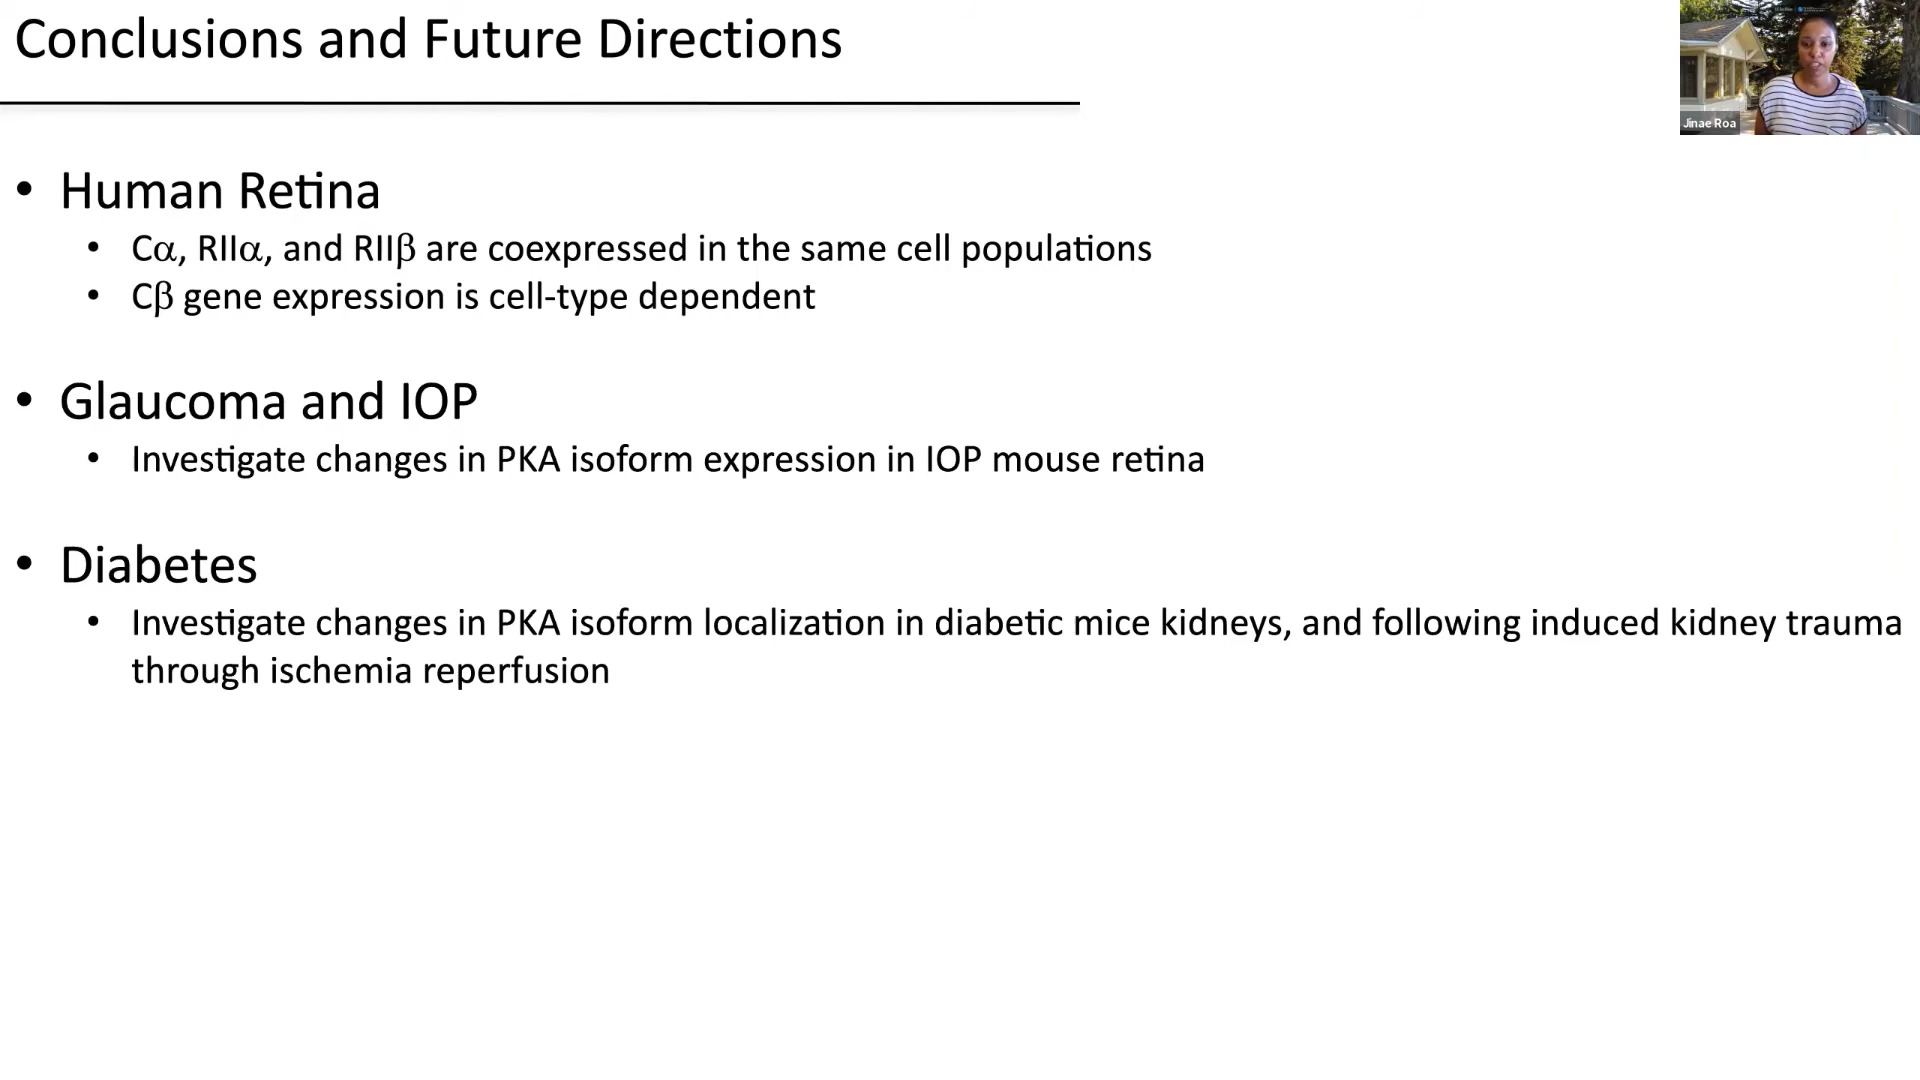 Conclusions and Future Directions
Jinae Roa
• Human Retina
• Cα, RIIα, and RIIβ are coexpressed in the same cell populations
• Cβ gene expression is cell-type dependent
• Glaucoma and IOP
• Investigate changes in PKA isoform expression in IOP mouse retina
• Diabetes
• Investigate changes in PKA isoform localization in diabetic mice kidneys, and following induced kidney trauma
through ischemia reperfusion